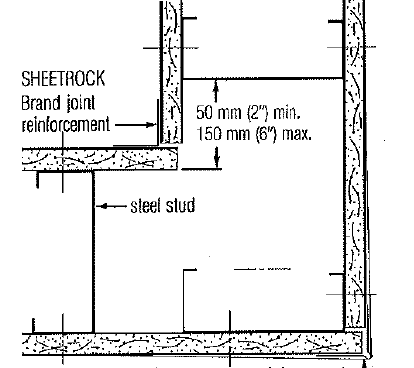 SHEETROCK
Brand joint
reinforcement
50 mm (2") min.
150 mm (6") max.
steel stud